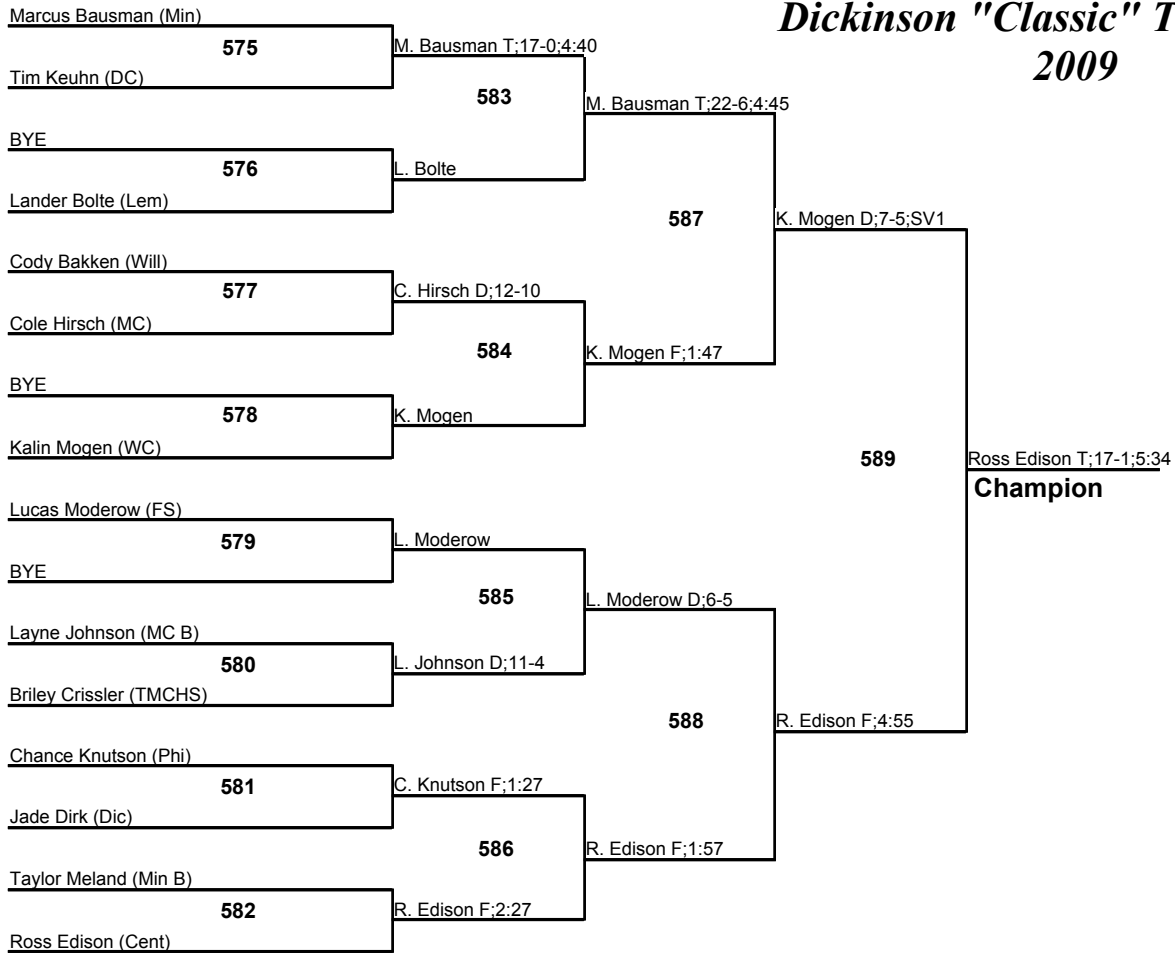 Dickinson "Classic" T
2009
Marcus Bausman (Min)
575
Tim Keuhn (DC)
M. Bausman T;17-0;4:40
583
M. Bausman T;22-6;4:45
BYE
576
Lander Bolte (Lem)
L. Bolte
587
K. Mogen D;7-5;SV1
Cody Bakken (Will)
577
Cole Hirsch (MC)
C. Hirsch D;12-10
584
K. Mogen F;1:47
BYE
578
Kalin Mogen (WC)
K. Mogen
589
Ross Edison T;17-1;5:34
Champion
Lucas Moderow (FS)
579
BYE
L. Moderow
585
L. Moderow D;6-5
Layne Johnson (MC B)
580
Briley Crissler (TMCHS)
L. Johnson D;11-4
588
R. Edison F;4:55
Chance Knutson (Phi)
581
Jade Dirk (Dic)
C. Knutson F;1:27
586
R. Edison F;1:57
Taylor Meland (Min B)
582
Ross Edison (Cent)
R. Edison F;2:27